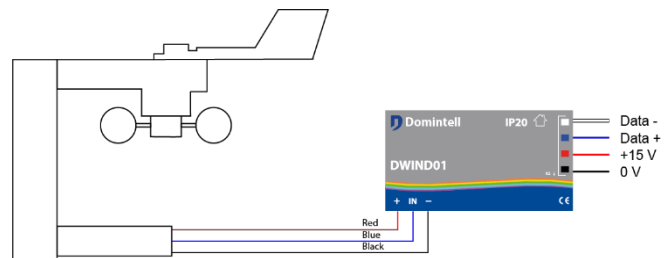 Domintell
IP20
DWIND01
+ IN −
CE
Data -
Data +
+15 V
0 V
Red
Blue
Black